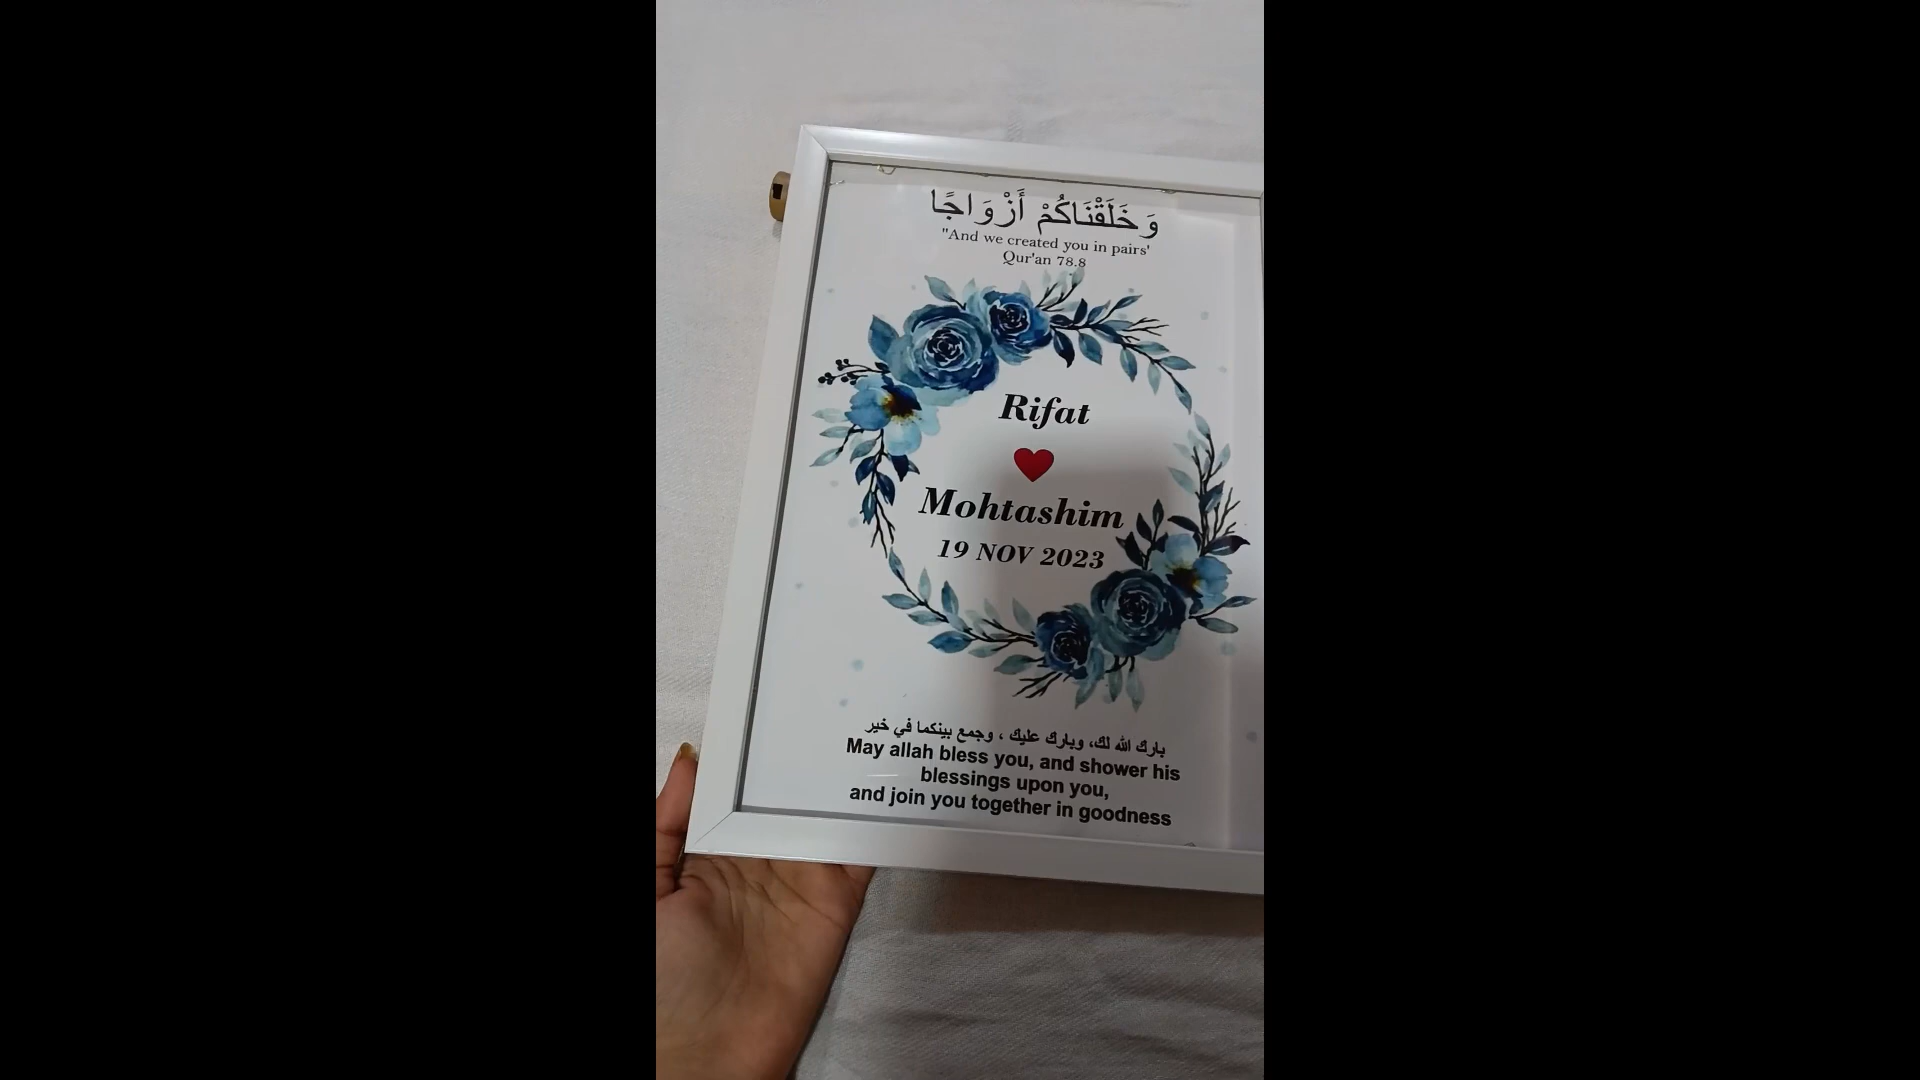 وَخَلَقْنَاكُمْ أَزْوَاجًا
"And we created you in pairs'
Qur'an 78.8
Rifat
Mohtashim
19 NOV 2023
بارك الله لك، وبارك عليك ، وجمع بينكما في خير
May allah bless you, and shower his
blessings upon you,
and join you together in goodness